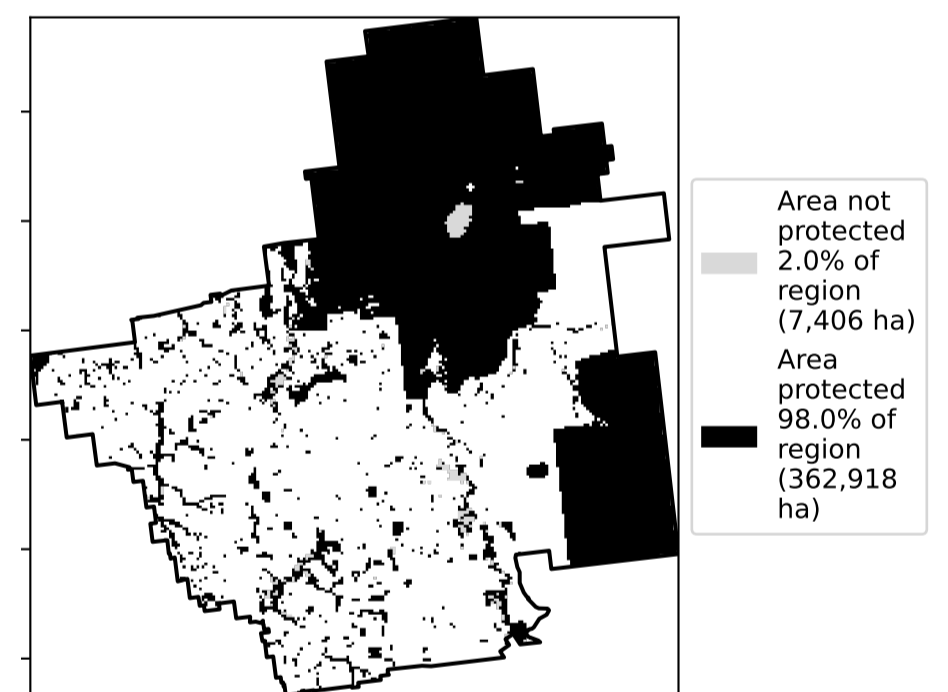 Area not
protected
2.0% of
region
(7,406 ha)
Area
protected
98.0% of
region
(362,918
ha)